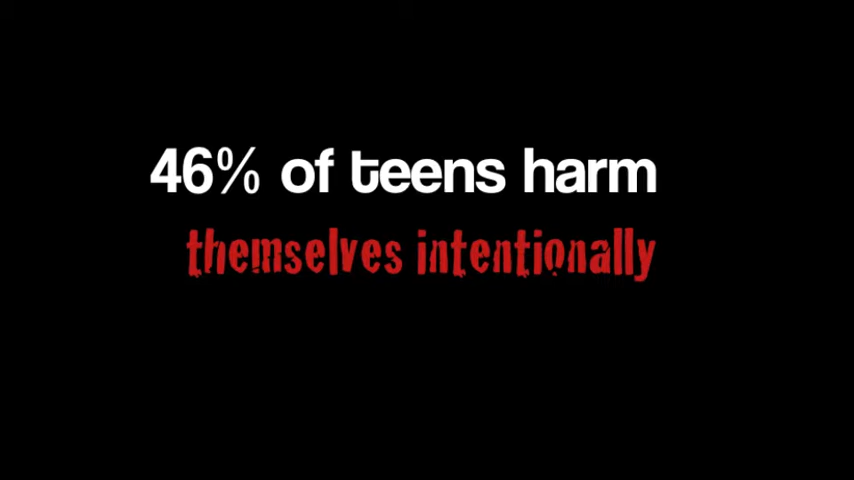 46% of teens harm
themselves intentionally